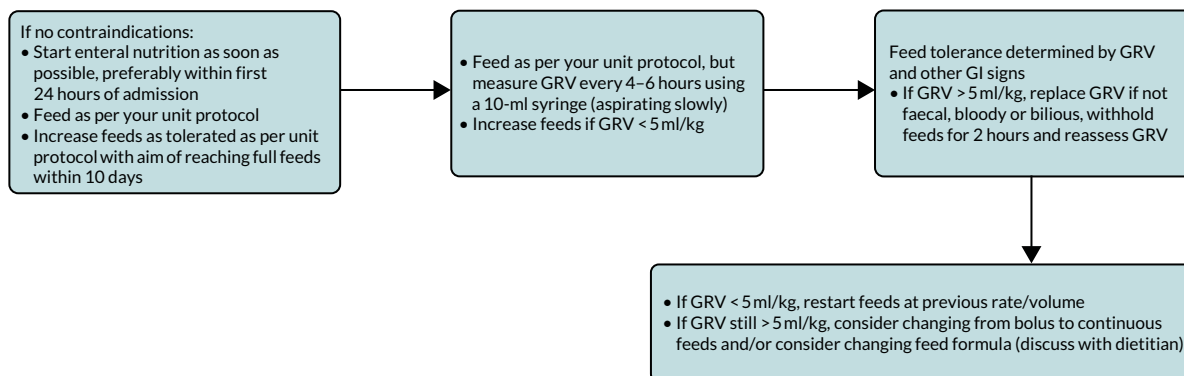 If no contraindications:
• Start enteral nutrition as soon as
possible, preferably within first
24 hours of admission
• Feed as per your unit protocol
• Increase feeds as tolerated as per unit
protocol with aim of reaching full feeds
within 10 days
• Feed as per your unit protocol, but
measure GRV every 4–6 hours using
a 10-ml syringe (aspirating slowly)
• Increase feeds if GRV < 5 ml/kg
Feed tolerance determined by GRV
and other GI signs
• If GRV > 5 ml/kg, replace GRV if not
faecal, bloody or bilious, withhold
feeds for 2 hours and reassess GRV
• If GRV < 5 ml/kg, restart feeds at previous rate/volume
• If GRV still > 5 ml/kg, consider changing from bolus to continuous
feeds and/or consider changing feed formula (discuss with dietitian)